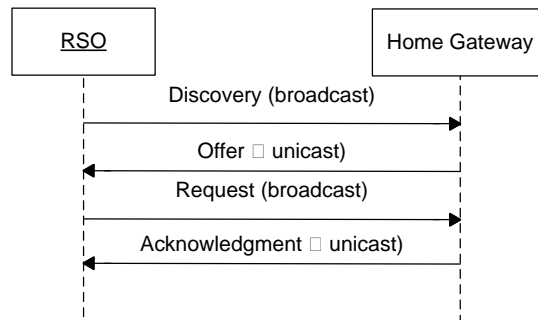 RSO
Home Gateway
Discovery (broadcast)
Offer □ unicast)
Request (broadcast)
Acknowledgment □ unicast)